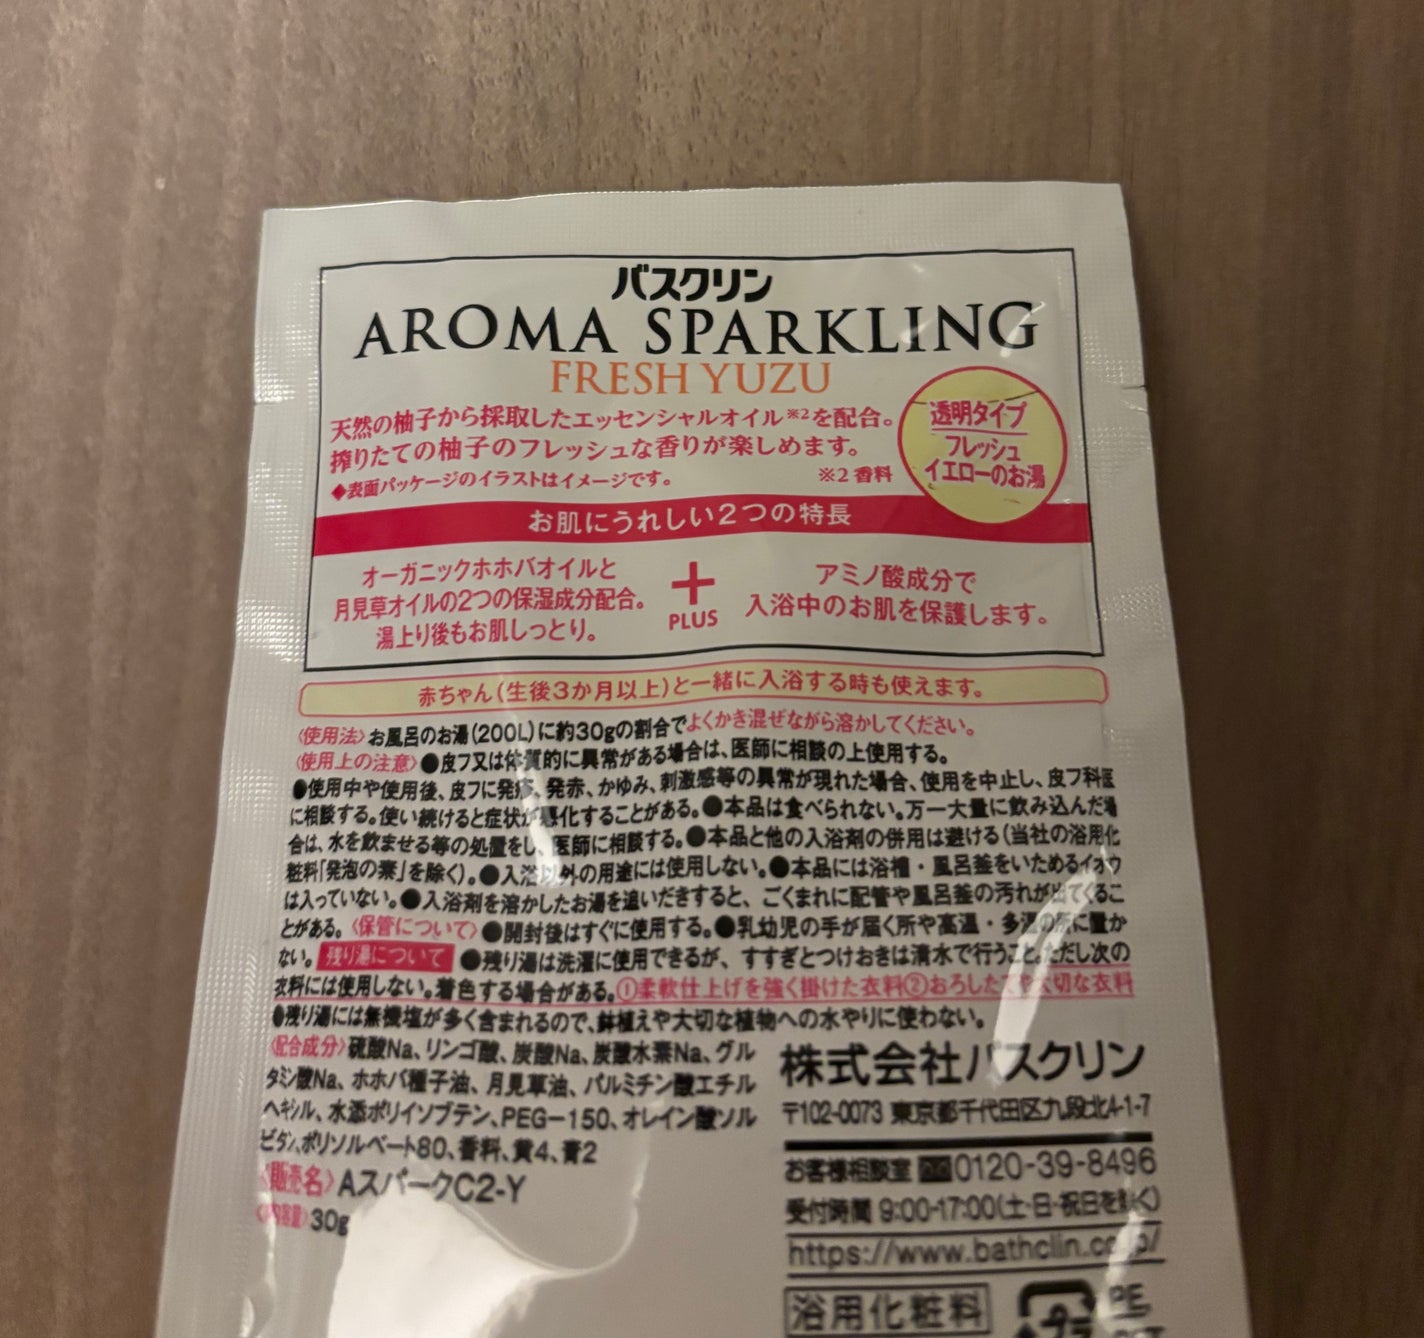 バスクリン
AROMA SPARKLING
FRESH YUZU
天然の柚子から採取したエッセンシャルオイル※2を配合。
搾りたての柚子のフレッシュな香りが楽しめます。
◆表面パッケージのイラストはイメージです。 ※2 香料
透明タイプ
フレッシュ
イエローのお湯
お肌にうれしい2つの特長
オーガニックホホバオイルと
月見草オイルの2つの保湿成分配合。
湯上り後もお肌しっとり。
+
PLUS
アミノ酸成分で
入浴中のお肌を保護します。
赤ちゃん(生後3か月以上)と一緒に入浴する時も使えます。
〈使用法〉お風呂のお湯(200L)に約30gの割合でよくかき混ぜながら溶かしてください。
〈使用上の注意〉●皮フ又は体質的に異常がある場合は、医師に相談の上使用する。
●使用中や使用後、皮フに発疹、発赤、かゆみ、刺激感等の異常が現れた場合、使用を中止し、皮フ科医
に相談する。使い続けると症状が悪化することがある。●本品は食べられない。万一大量に飲み込んだ場
合は、水を飲ませる等の処置をし、医師に相談する。●本品と他の入浴剤の併用は避ける(当社の浴用化
粧料「発泡の素」を除く)。●入浴以外の用途には使用しない。●本品には浴槽・風呂釜をいためるイオウ
は入っていない。●入浴剤を溶かしたお湯を追いだきすると、ごくまれに配管や風呂釜の汚れが出てくるこ
とがある。〈保管について〉●開封後はすぐに使用する。●乳幼児の手が届く所や高温・多湿の所に置か
ない。残り湯について ●残り湯は洗濯に使用できるが、すすぎとつけおきは清水で行うこと。ただし次の
衣料には使用しない。着色する場合がある。①柔軟仕上げを強く掛けた衣料②おろしたてや大切な衣料
●残り湯には無機塩が多く含まれるので、鉢植えや大切な植物への水やりに使わない。
〈配合成分〉硫酸Na、リンゴ酸、炭酸Na、炭酸水素Na、グル
タミン酸Na、ホホバ種子油、月見草油、パルミチン酸エチル
ヘキシル、水添ポリイソブテン、PEG-150、オレイン酸ソル
ビタン、ポリソルベート80、香料、黄4、青2
〈販売名〉AスパークC2-Y
〈内容量〉30g
株式会社バスクリン
〒102-0073 東京都千代田区九段北4-1-7
お客様相談室 0120-39-8496
受付時間 9:00-17:00(土・日・祝日を除く)
https://www.bathclin.co.jp/
浴用化粧料
プラ
PE,